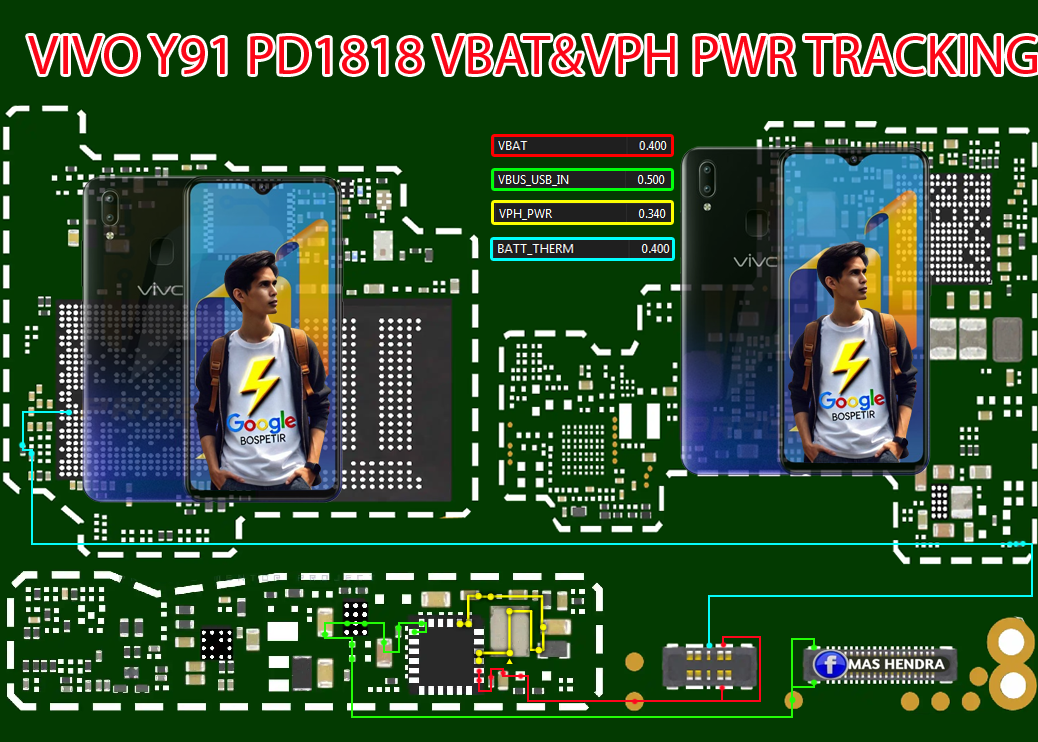 VIVO Y91 PD1818 VBAT&VPH PWR TRACKING
VBAT 0.400
VBUS_USB_IN 0.500
VPH_PWR 0.340
BATT_THERM 0.400
vivo
Google
BOSPETIR
vivo
Google
BOSPETIR
f MAS HENDRA